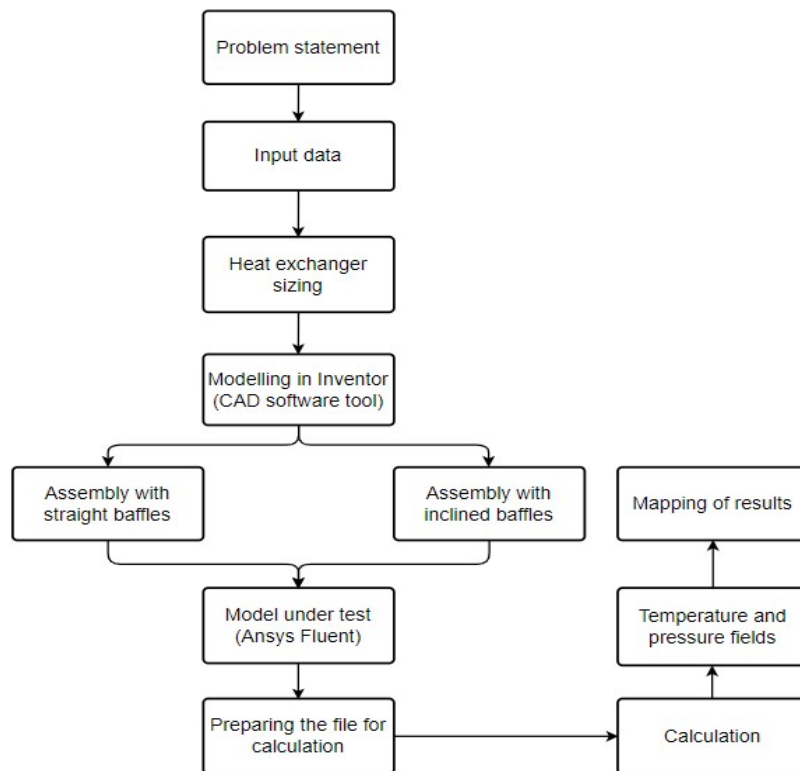 Problem statement
Input data
Heat exchanger
sizing
Modelling in Inventor
(CAD software tool)
Assembly with
straight baffles
Assembly with
inclined baffles
Model under test
(Ansys Fluent)
Preparing the file for
calculation
Calculation
Temperature and
pressure fields
Mapping of results